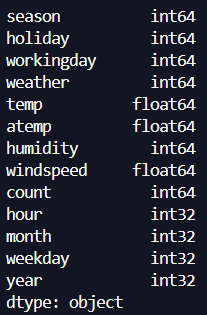 season int64
holiday int64
workingday int64
weather int64
temp float64
atemp float64
humidity int64
windspeed float64
count int64
hour int32
month int32
weekday int32
year int32
dtype: object